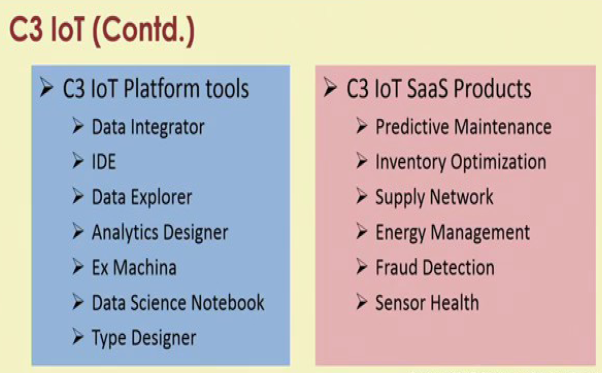 C3 IoT (Contd.)
➢ C3 IoT Platform tools
➢ Data Integrator
➢ IDE
➢ Data Explorer
➢ Analytics Designer
➢ Ex Machina
➢ Data Science Notebook
➢ Type Designer
➢ C3 IoT SaaS Products
➢ Predictive Maintenance
➢ Inventory Optimization
➢ Supply Network
➢ Energy Management
➢ Fraud Detection
➢ Sensor Health